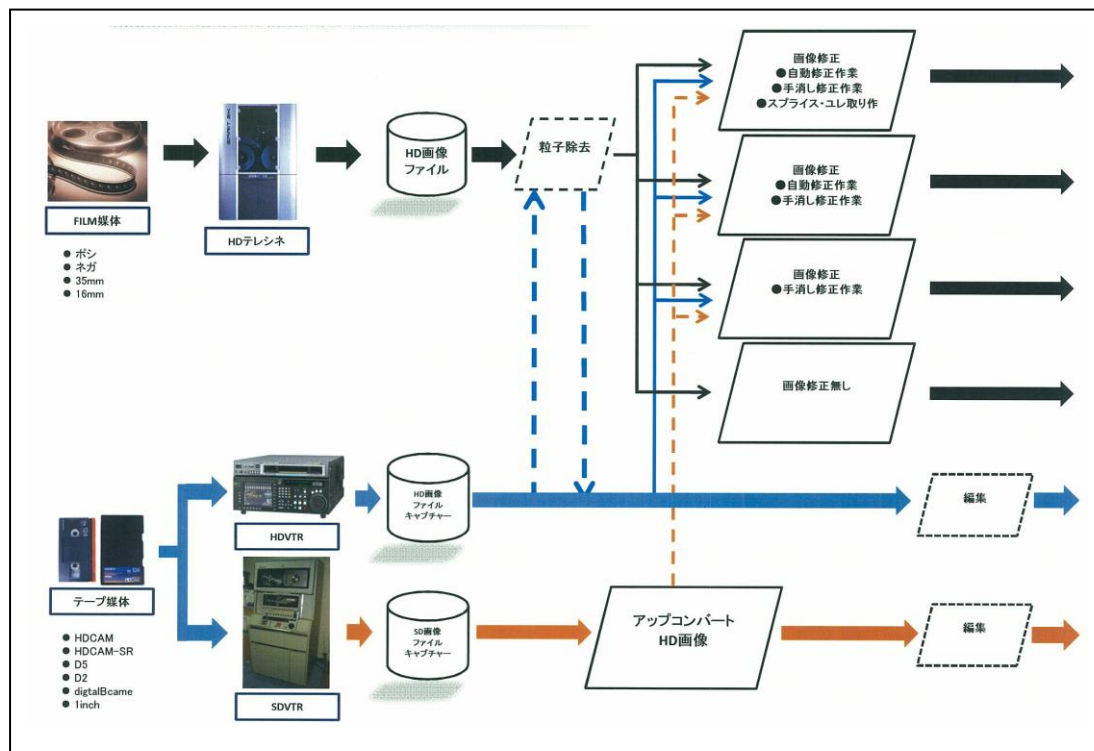 画像修正
●自動修正作業
●手消し修正作業
●スプライス・ユレ取り作
HD画像
ファイル
粒子除去
FILM媒体
HDテレシネ
● ポジ
● ネガ
● 35mm
● 16mm
画像修正
●自動修正作業
●手消し修正作業
画像修正
●手消し修正作業
画像修正無し
HD画像
ファイル
キャプチャー
編集
HDVTR
テープ媒体
● HDCAM
● HDCAM-SR
● D5
● D2
● digtalBcame
● 1inch
SD画像
ファイル
キャプチャー
アップコンバート
HD画像
編集
SDVTR